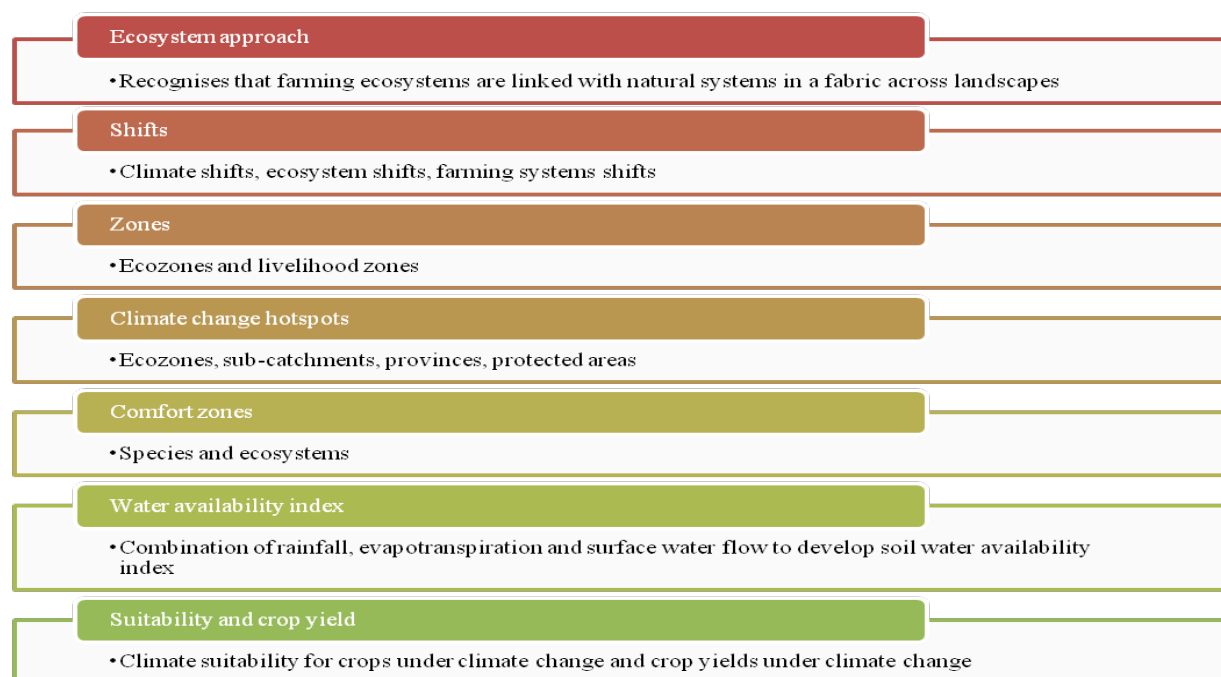 Ecosystem approach
•Recognises that farming ecosystems are linked with natural systems in a fabric across landscapes
Shifts
•Climate shifts, ecosystem shifts, farming systems shifts
Zones
•Ecozones and livelihood zones
Climate change hotspots
•Ecozones, sub-catchments, provinces, protected areas
Comfort zones
•Species and ecosystems
Water availability index
•Combination of rainfall, evapotranspiration and surface water flow to develop soil water availability
index
Suitability and crop yield
•Climate suitability for crops under climate change and crop yields under climate change